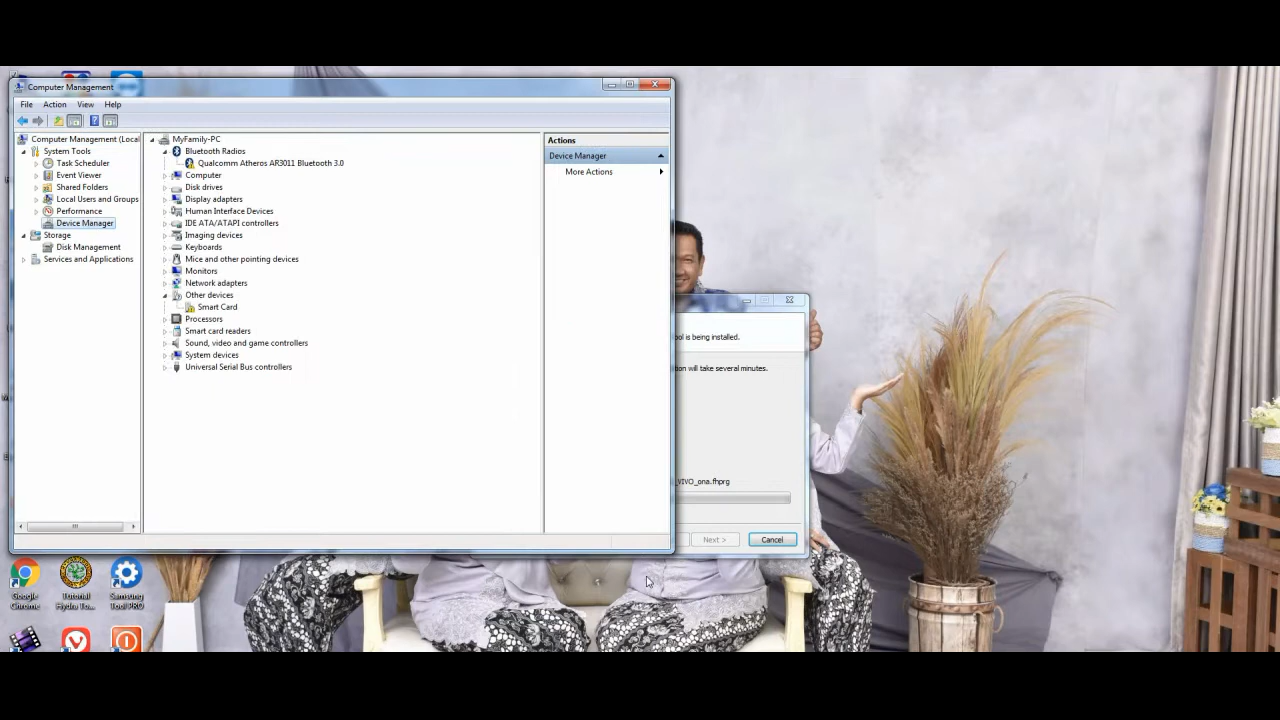 Computer Management
File Action View Help
Computer Management (Local
System Tools
Task Scheduler
Event Viewer
Shared Folders
Local Users and Groups
Performance
Device Manager
Storage
Disk Management
Services and Applications
MyFamily-PC
Bluetooth Radios
Qualcomm Atheros AR3011 Bluetooth 3.0
Computer
Disk drives
Display adapters
Human Interface Devices
IDE ATA/ATAPI controllers
Imaging devices
Keyboards
Mice and other pointing devices
Monitors
Network adapters
Other devices
Smart Card
Processors
Smart card readers
Sound, video and game controllers
System devices
Universal Serial Bus controllers
Actions
Device Manager
More Actions
ool is being installed.
tion will take several minutes.
_VIVO_ona.fhprg
Next >
Cancel
Google
Chrome
Tutorial
Hydra To...
Samsung
Tool PRO